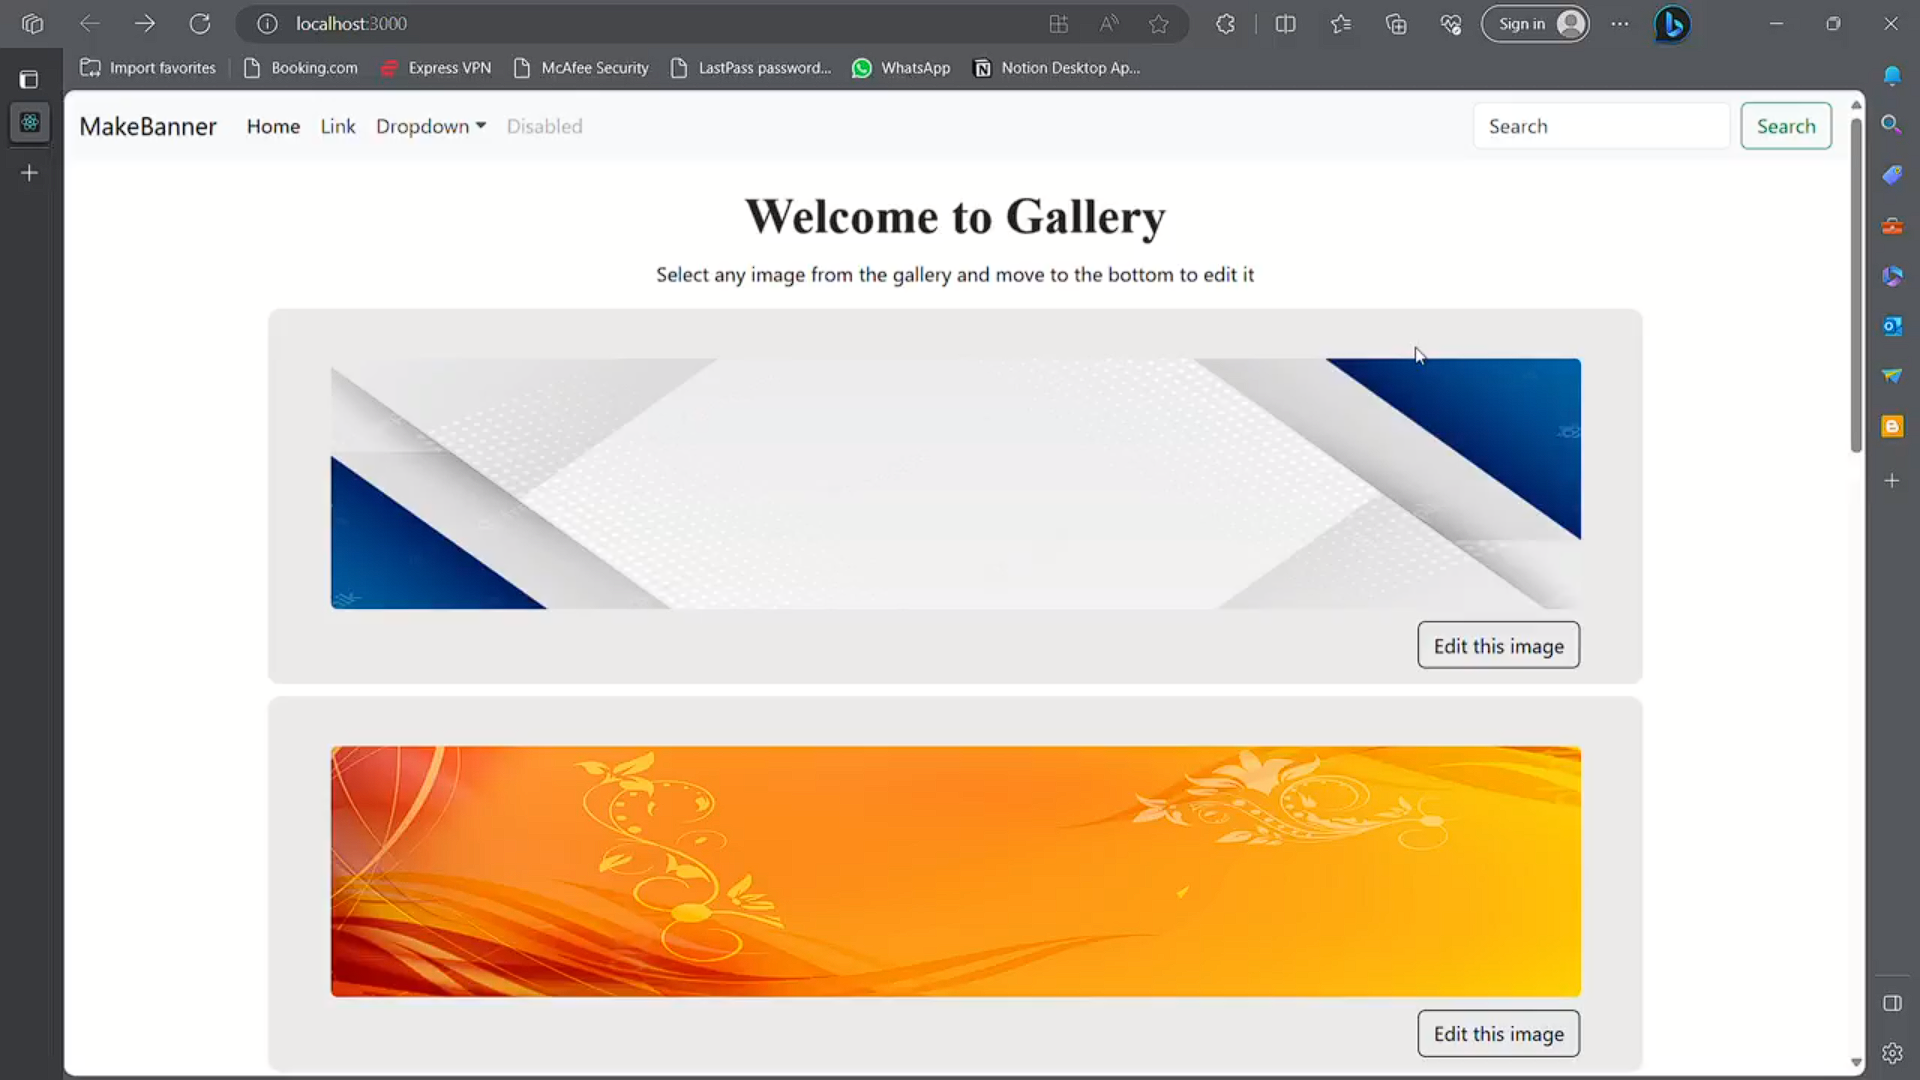 localhost:3000
Sign in
Import favorites
Booking.com
Express VPN
McAfee Security
LastPass password...
WhatsApp
Notion Desktop Ap...
MakeBanner
Home
Link
Dropdown
Disabled
Search
Search
Welcome to Gallery
Select any image from the gallery and move to the bottom to edit it
Edit this image
Edit this image